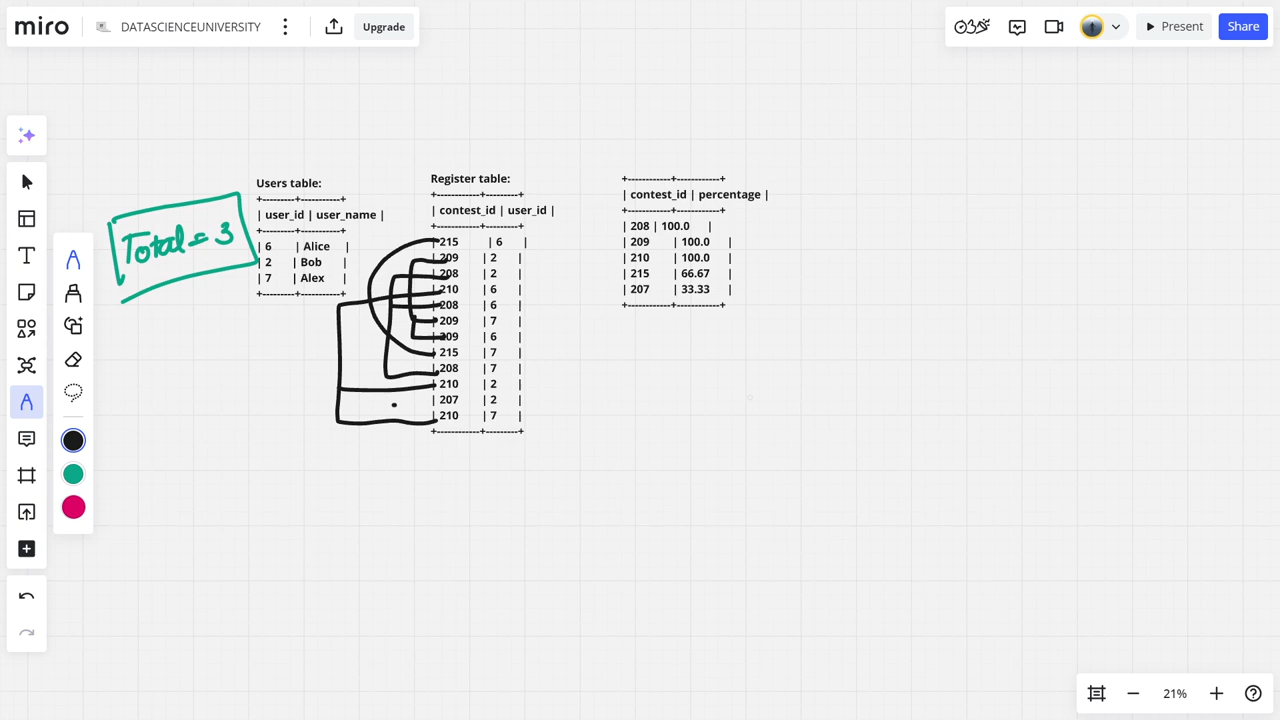 miro
DATASCIENCEUNIVERSITY
Upgrade
Present
Share
Total = 3
Users table:
+--------+-----------+
| user_id | user_name |
+--------+-----------+
| 6 | Alice |
| 2 | Bob |
| 7 | Alex |
+--------+-----------+
Register table:
+------------+---------+
| contest_id | user_id |
+------------+---------+
| 215 | 6 |
| 209 | 2 |
| 208 | 2 |
| 210 | 6 |
| 208 | 6 |
| 209 | 7 |
| 209 | 6 |
| 215 | 7 |
| 208 | 7 |
| 210 | 2 |
| 207 | 2 |
| 210 | 7 |
+------------+---------+
+------------+------------+
| contest_id | percentage |
+------------+------------+
| 208 | 100.0 |
| 209 | 100.0 |
| 210 | 100.0 |
| 215 | 66.67 |
| 207 | 33.33 |
+------------+------------+
21%